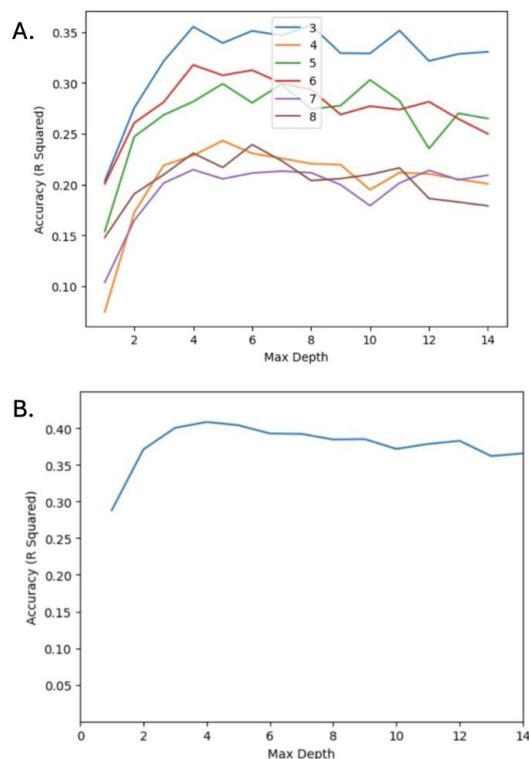 A.
0.35
0.30
0.25
0.20
0.15
0.10
Accuracy (R Squared)
3
4
5
6
7
8
2 4 6 8 10 12 14
Max Depth
B.
0.40
0.35
0.30
0.25
0.20
0.15
0.10
0.05
Accuracy (R Squared)
0 2 4 6 8 10 12 14
Max Depth